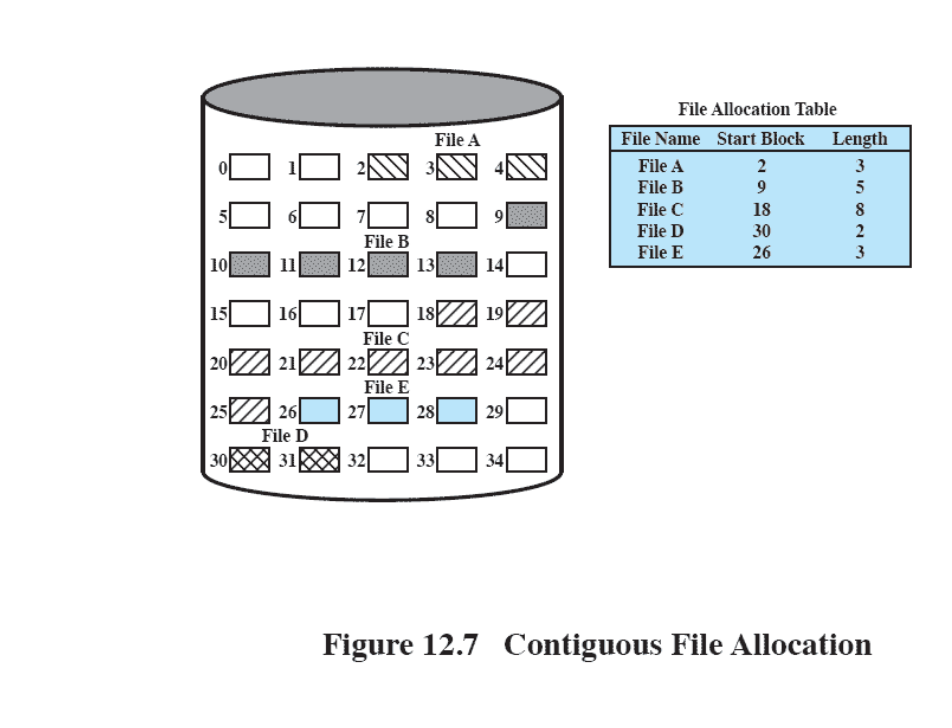 File Allocation Table
File Name Start Block Length
File A 2 3
File B 9 5
File C 18 8
File D 30 2
File E 26 3
File A
0 1 2 3 4
5 6 7 8 9
File B
10 11 12 13 14
15 16 17 18 19
File C
20 21 22 23 24
File E
25 26 27 28 29
File D
30 31 32 33 34
Figure 12.7 Contiguous File Allocation